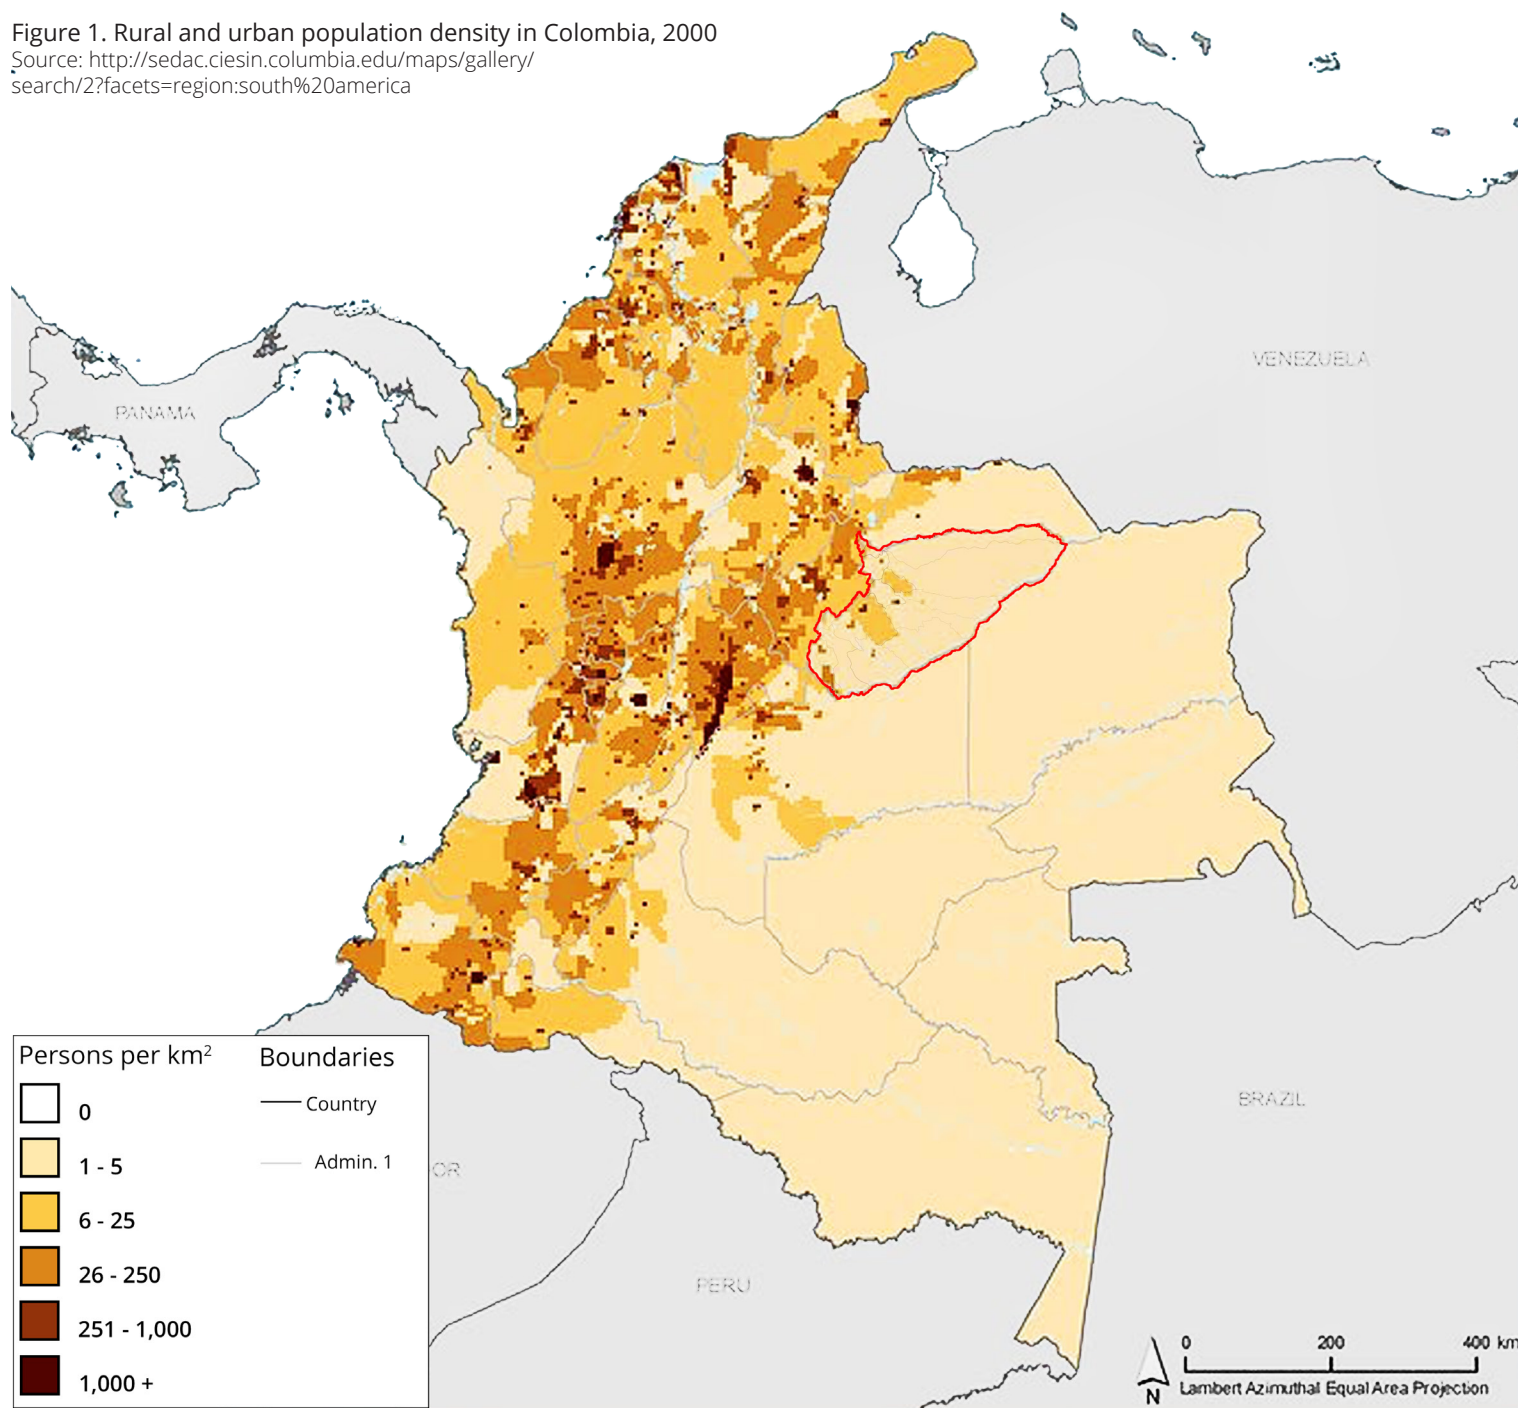 Figure 1. Rural and urban population density in Colombia, 2000
Source: http://sedac.ciesin.columbia.edu/maps/gallery/
search/2?facets=region:south%20america
VENEZUELA
PANAMA
Persons per km²
0
1 - 5
6 - 25
26 - 250
251 - 1,000
1,000 +
Boundaries
Country
Admin. 1
OR
BRAZIL
PERU
N
0 200 400 km
Lambert Azimuthal Equal Area Projection